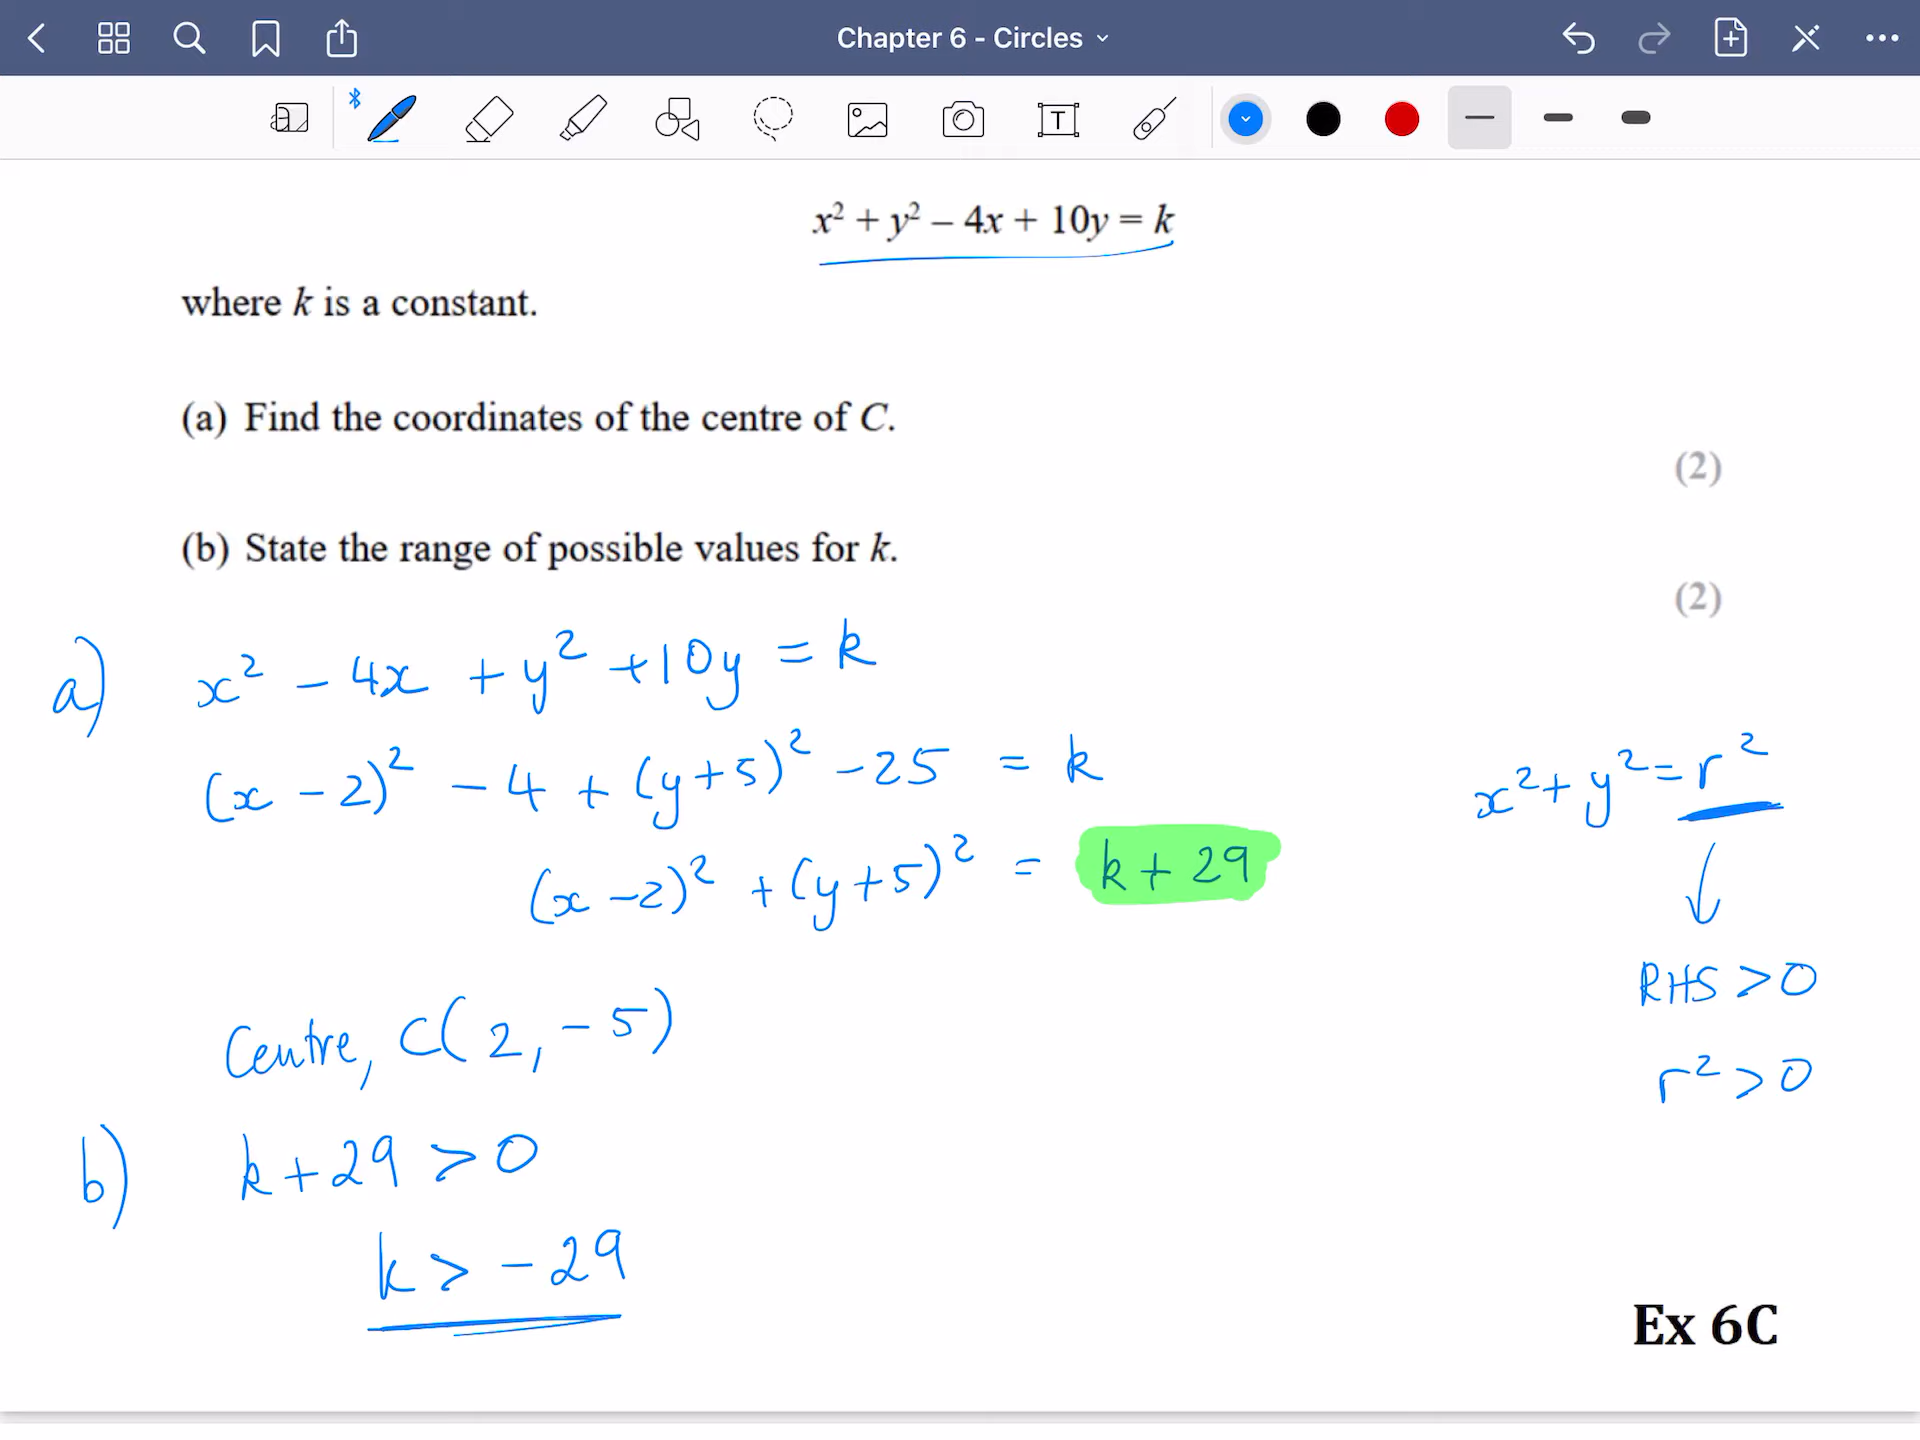 Chapter 6 - Circles
T
x² + y² – 4x + 10y = k
where k is a constant.
(a) Find the coordinates of the centre of C.
(2)
(b) State the range of possible values for k.
(2)
a) x² - 4x + y² + 10y = k
(x - 2)² - 4 + (y+5)² - 25 = k
(x - 2)² + (y+5)² = k + 29
Centre, C(2, -5)
b) k + 29 > 0
k > - 29
x² + y² = r²
RHS > 0
r² > 0
Ex 6C